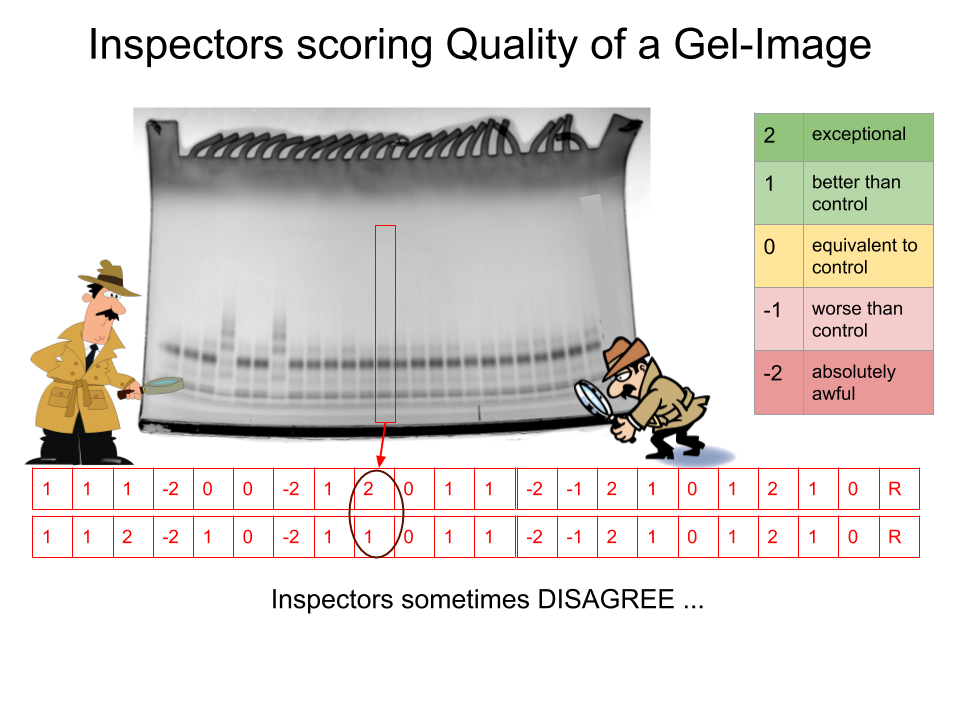 Inspectors scoring Quality of a Gel-Image
2 exceptional
1 better than
control
0 equivalent to
control
-1 worse than
control
-2 absolutely
awful
1 1 1 -2 0 0 -2 1 2 0 1 1 -2 -1 2 1 0 1 2 1 0 R
1 1 2 -2 1 0 -2 1 1 0 1 1 -2 -1 2 1 0 1 2 1 0 R
Inspectors sometimes DISAGREE ...